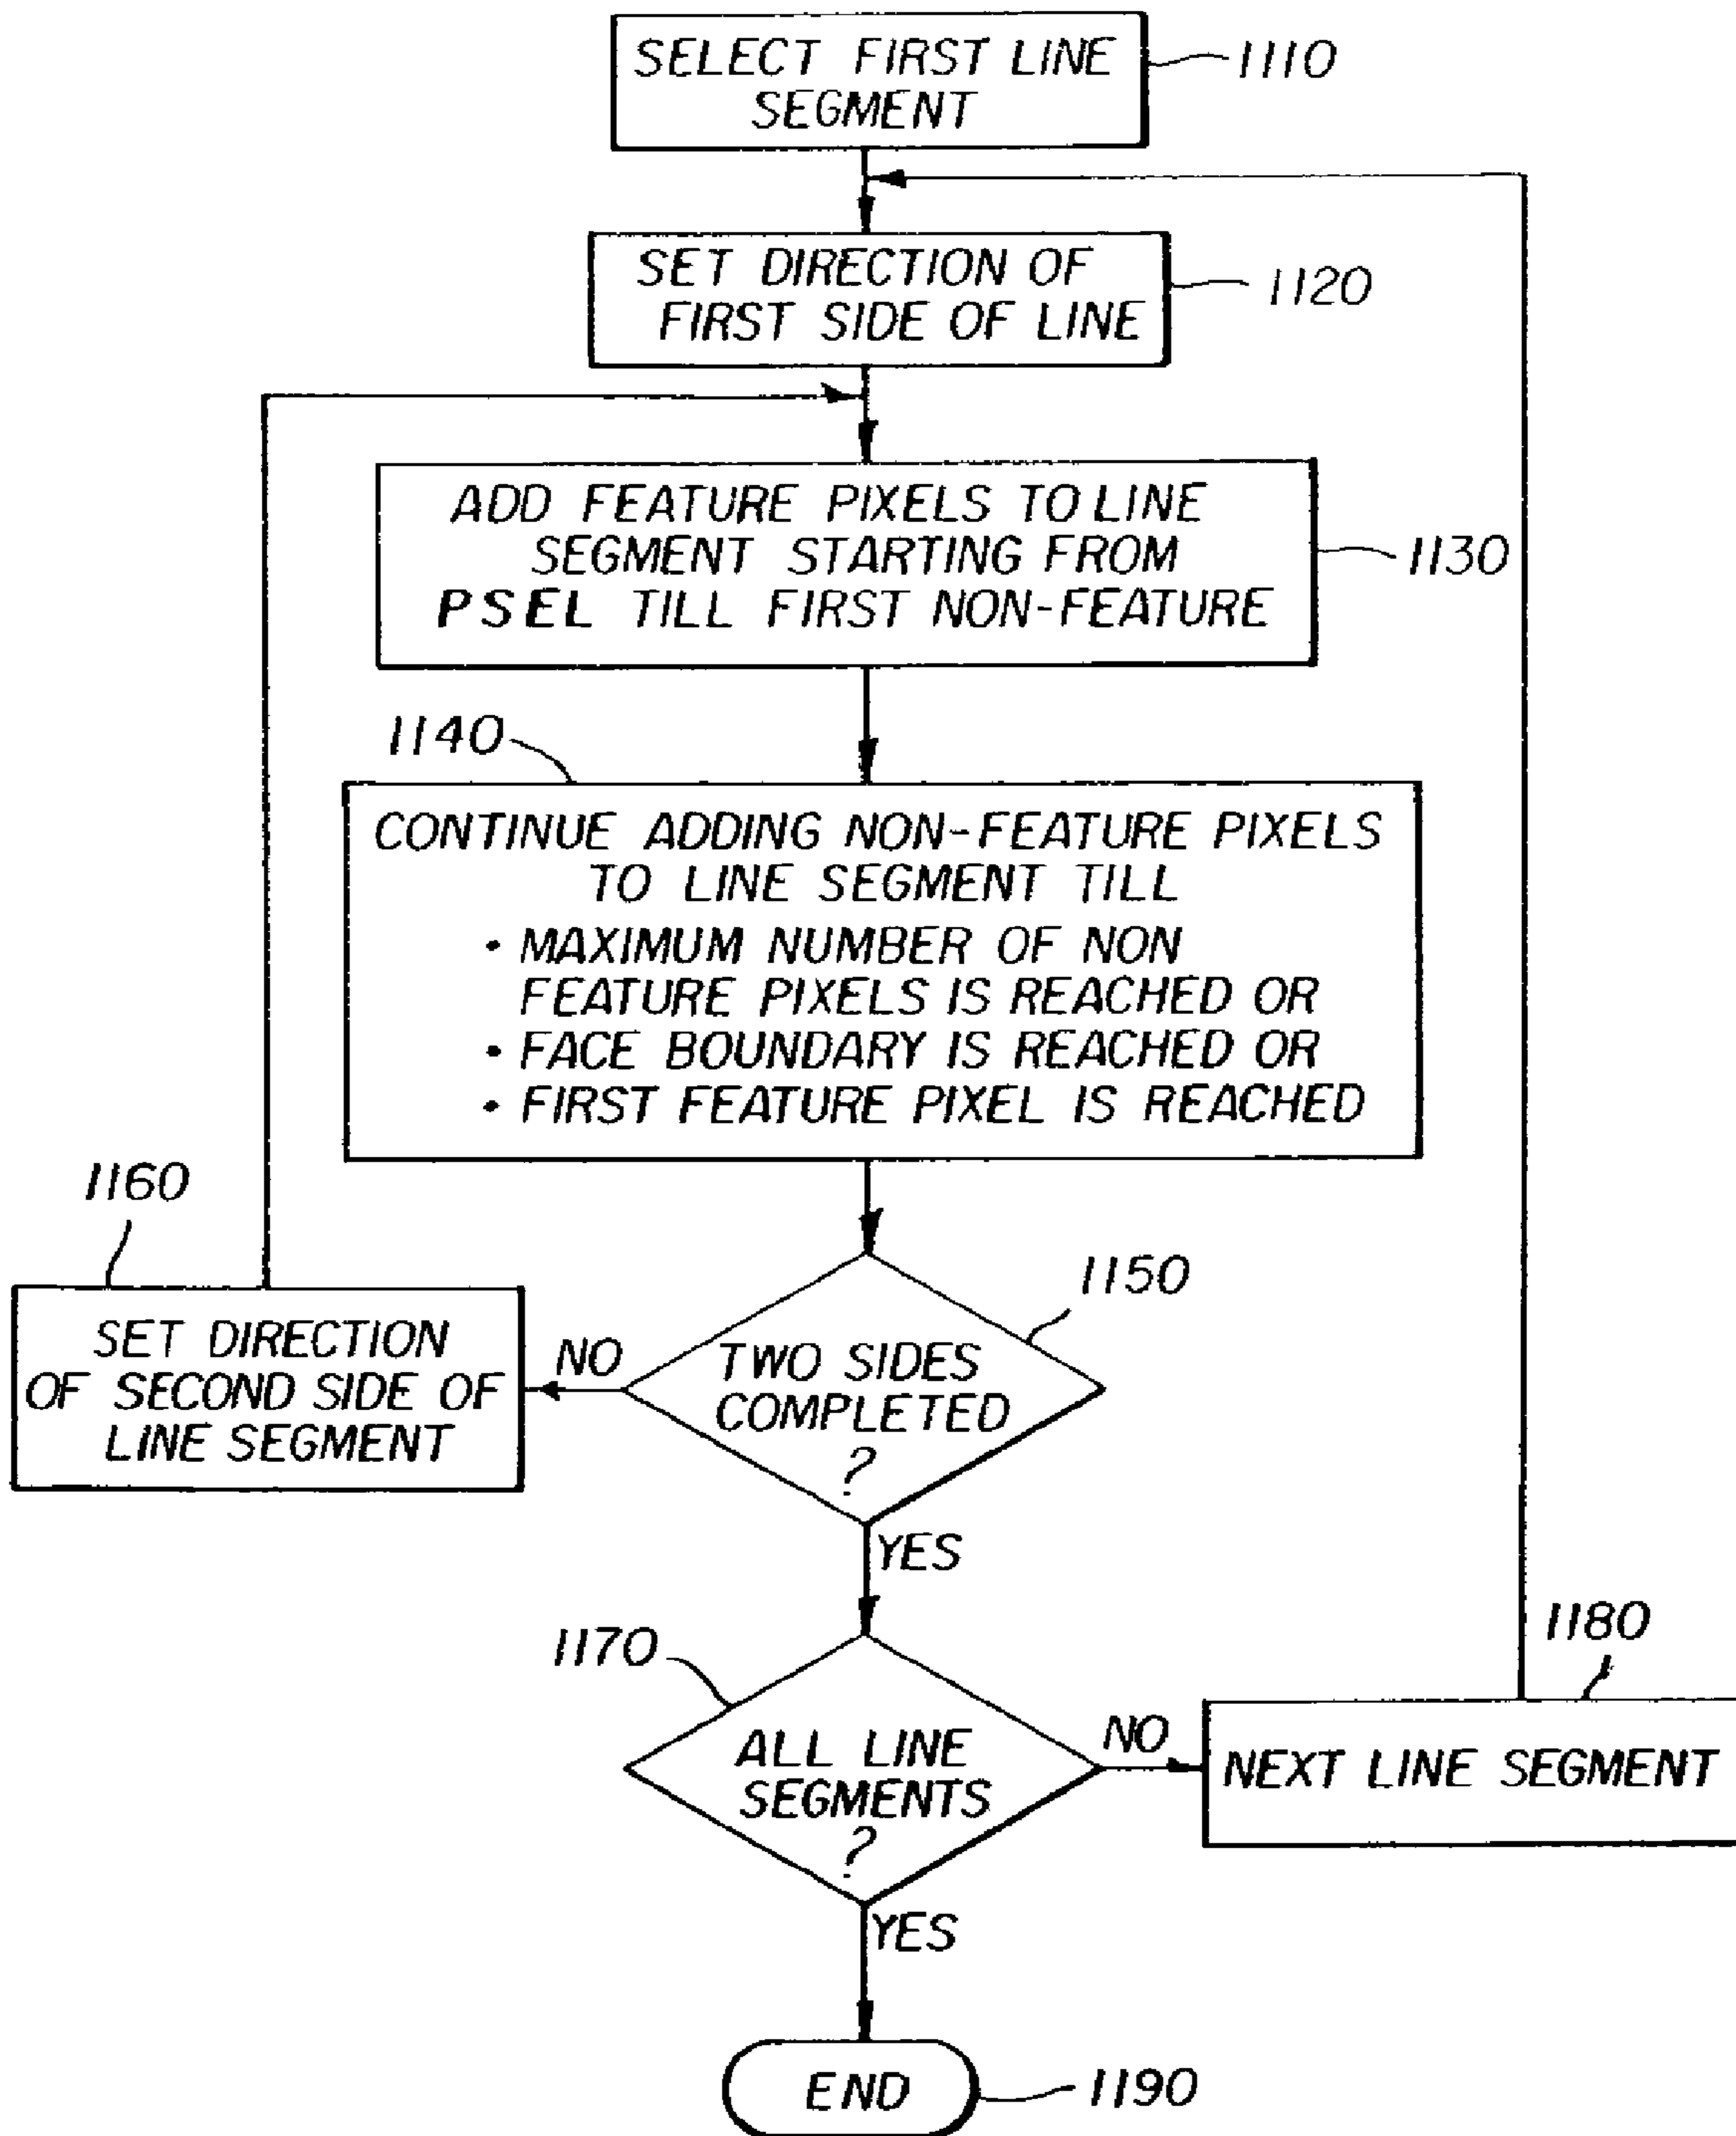 SELECT FIRST LINE
SEGMENT
1110
SET DIRECTION OF
FIRST SIDE OF LINE
1120
ADD FEATURE PIXELS TO LINE
SEGMENT STARTING FROM
PSEL TILL FIRST NON-FEATURE
1130
1140
CONTINUE ADDING NON-FEATURE PIXELS
TO LINE SEGMENT TILL
• MAXIMUM NUMBER OF NON
FEATURE PIXELS IS REACHED OR
• FACE BOUNDARY IS REACHED OR
• FIRST FEATURE PIXEL IS REACHED
1160
SET DIRECTION
OF SECOND SIDE OF
LINE SEGMENT
NO
1150
TWO SIDES
COMPLETED
?
YES
1170
ALL LINE
SEGMENTS
?
NO
1180
NEXT LINE SEGMENT
YES
END
1190